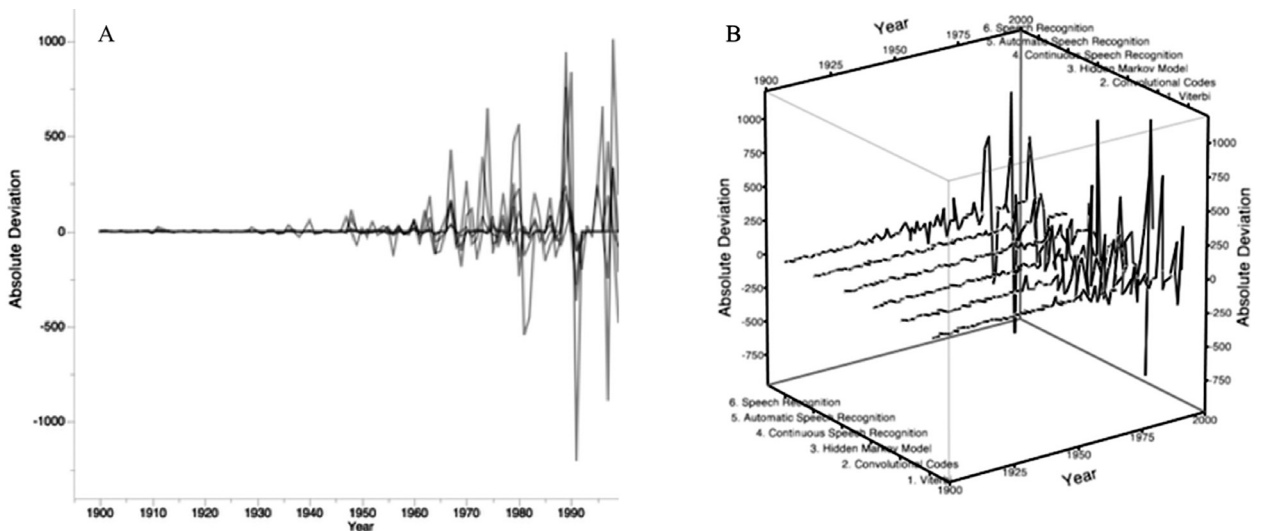 A
1000
500
0
-500
-1000
Absolute Deviation
1900 1910 1920 1930 1940 1950 1960 1970 1980 1990
Year
B
Year
1900 1925 1950 1975 2000
6. Speech Recognition
5. Automatic Speech Recognition
4. Continuous Speech Recognition
3. Hidden Markov Model
2. Convolutional Codes
1. Viterbi
1000
750
500
250
0
-250
-500
-750
Absolute Deviation
1000
750
500
250
0
-250
-500
-750
Absolute Deviation
6. Speech Recognition
5. Automatic Speech Recognition
4. Continuous Speech Recognition
3. Hidden Markov Model
2. Convolutional Codes
1. Viterbi
1900 1925 1950 1975 2000
Year